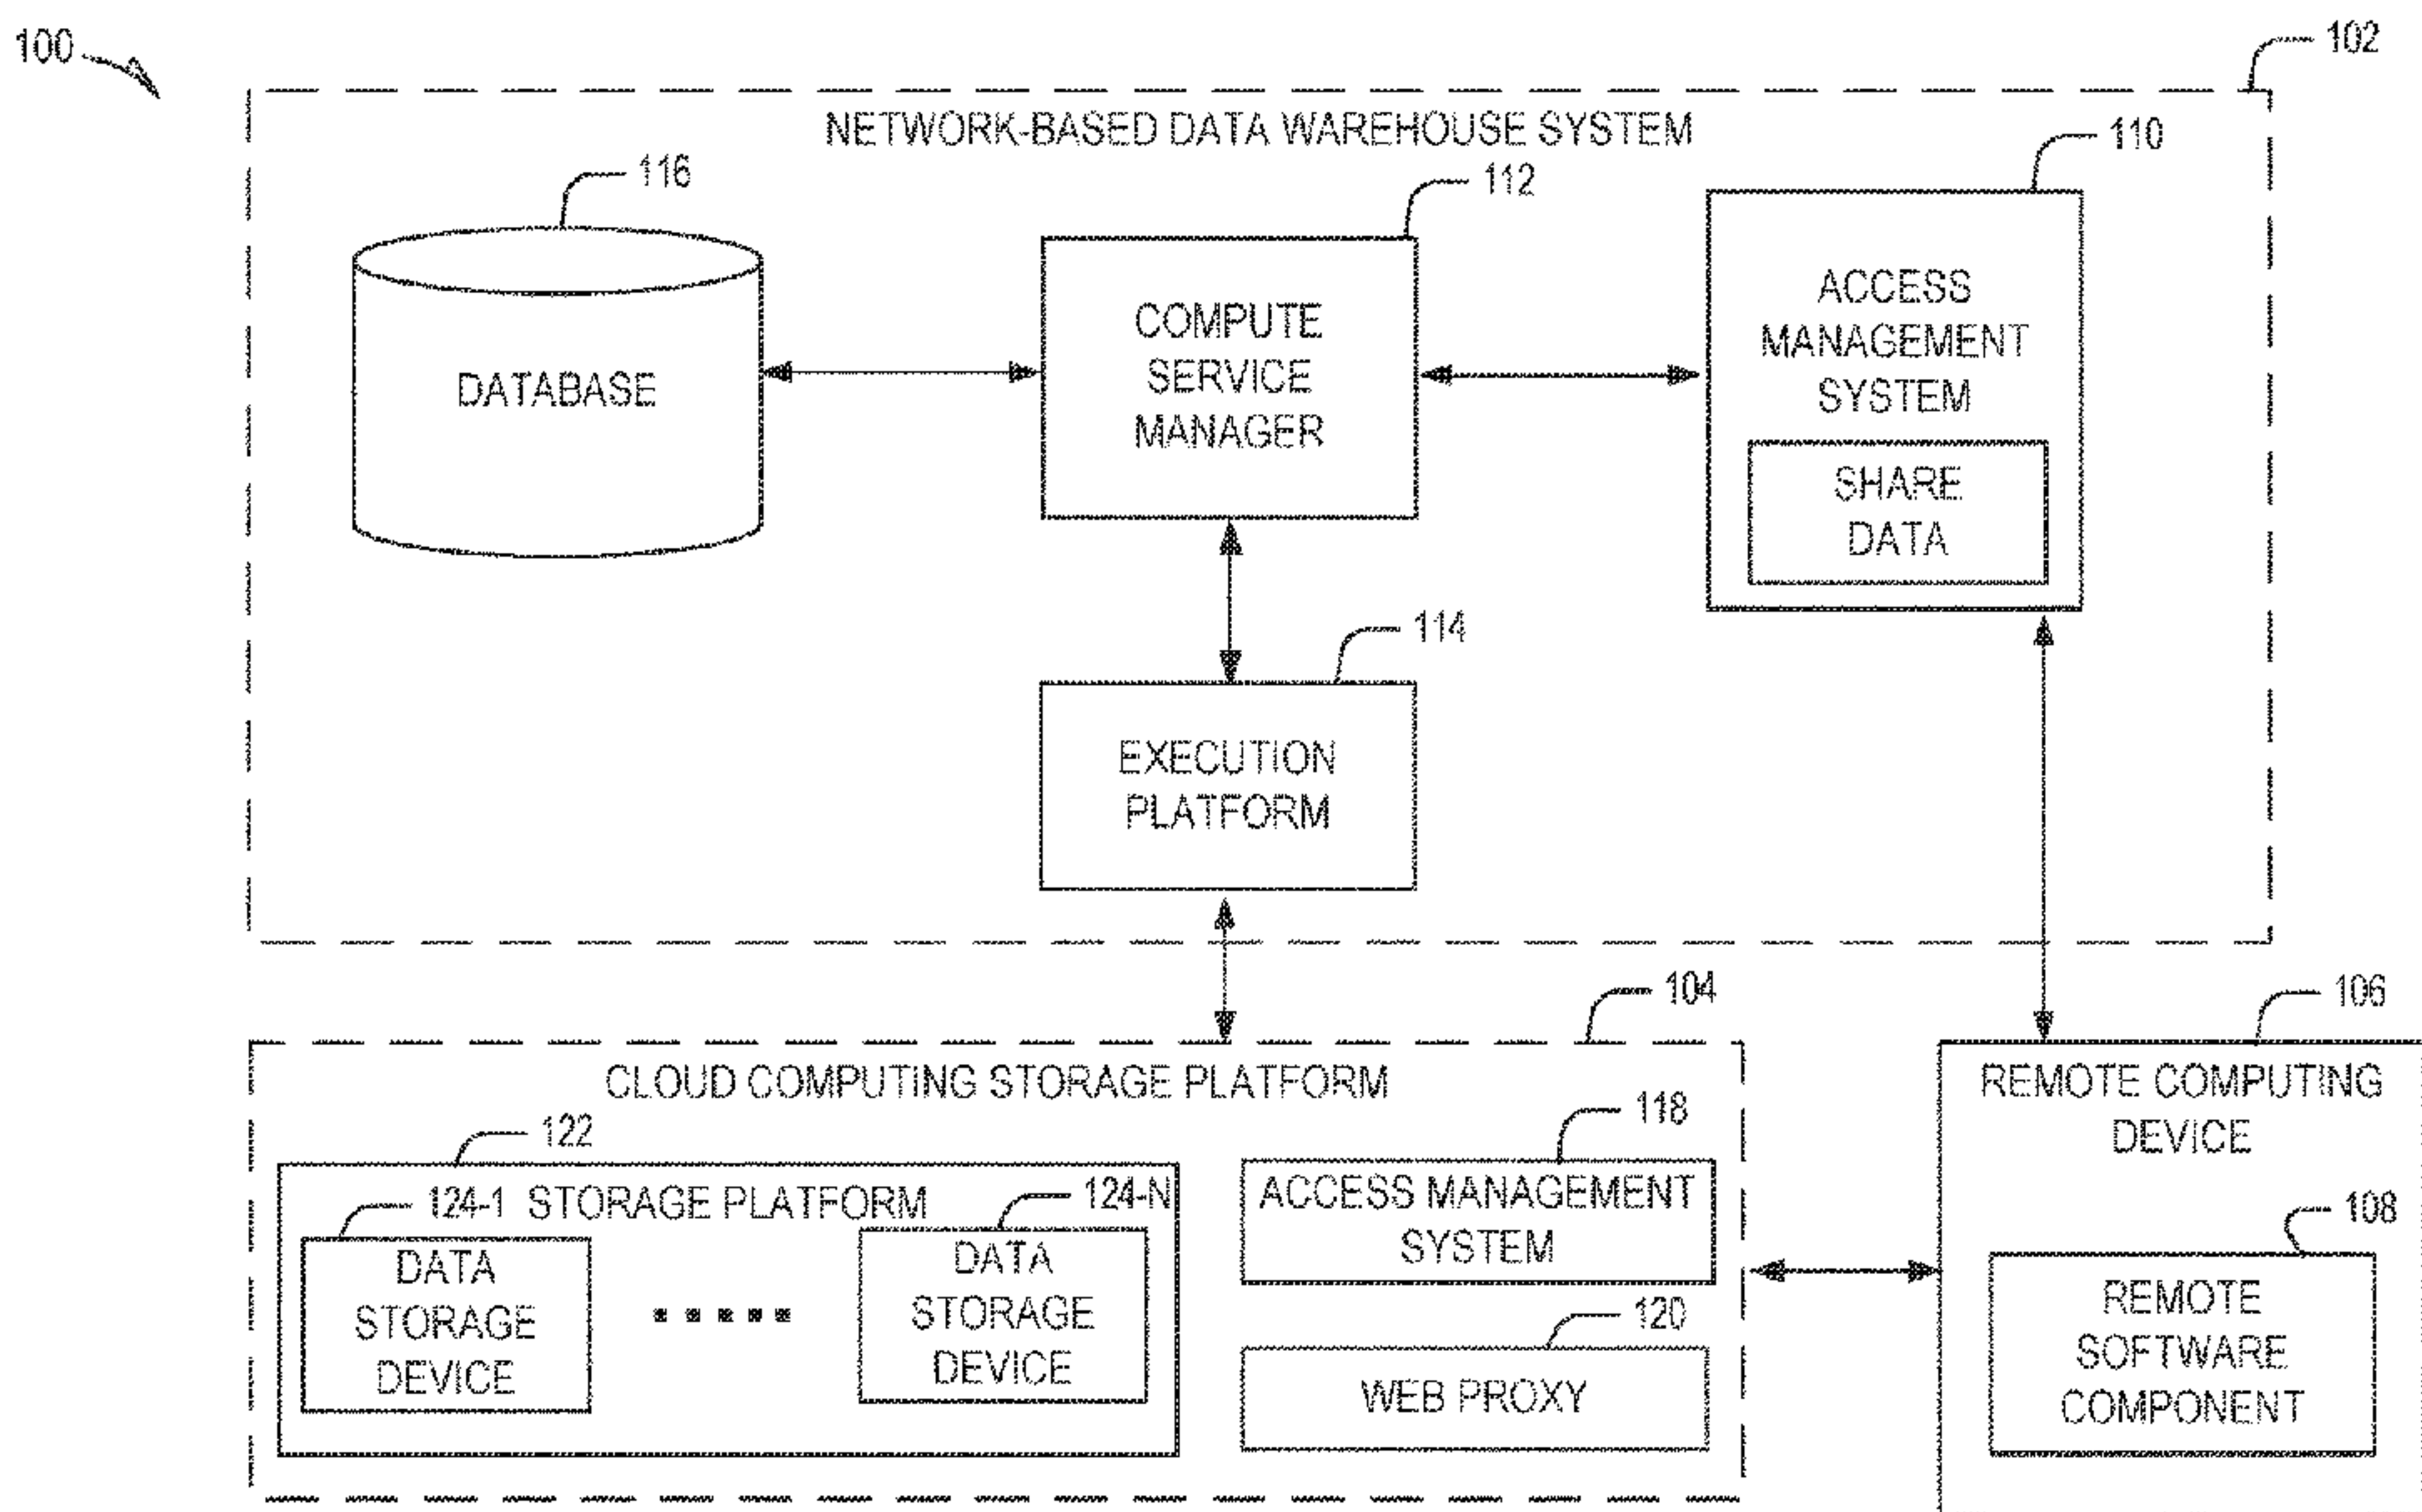 100
102
NETWORK-BASED DATA WAREHOUSE SYSTEM
116
112
110
DATABASE
COMPUTE
SERVICE
MANAGER
ACCESS
MANAGEMENT
SYSTEM
SHARE
DATA
114
EXECUTION
PLATFORM
104
106
CLOUD COMPUTING STORAGE PLATFORM
122
124-1 STORAGE PLATFORM 124-N
DATA
STORAGE
DEVICE
DATA
STORAGE
DEVICE
118
ACCESS MANAGEMENT
SYSTEM
120
WEB PROXY
REMOTE COMPUTING
DEVICE
108
REMOTE
SOFTWARE
COMPONENT